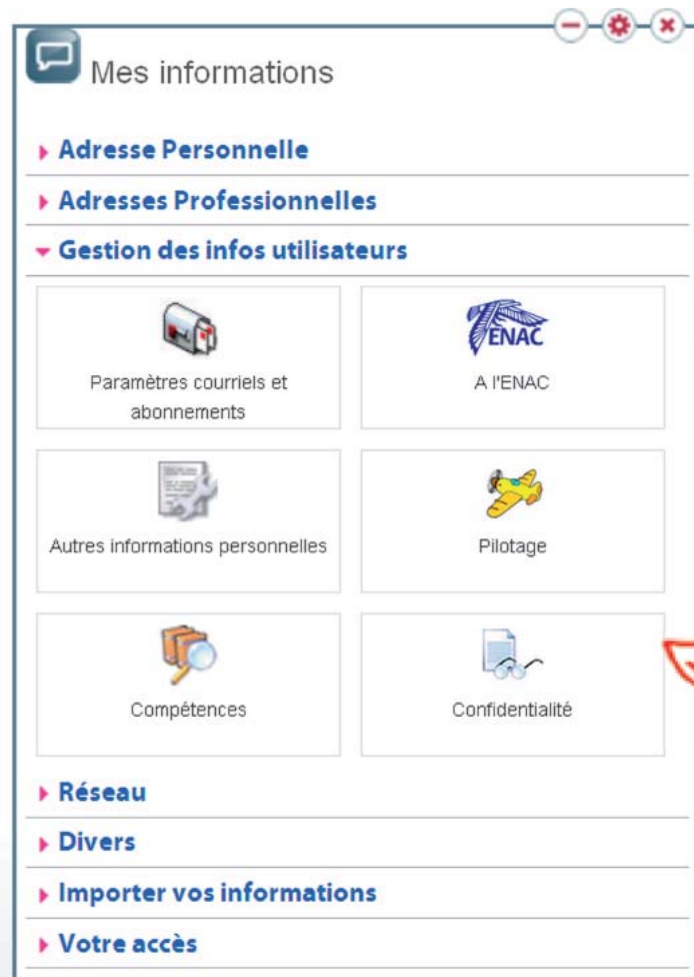 Mes informations
Adresse Personnelle
Adresses Professionnelles
Gestion des infos utilisateurs
ENAC
Paramètres courriels et
abonnements
A l'ENAC
Autres informations personnelles
Pilotage
Compétences
Confidentialité
Réseau
Divers
Importer vos informations
Votre accès